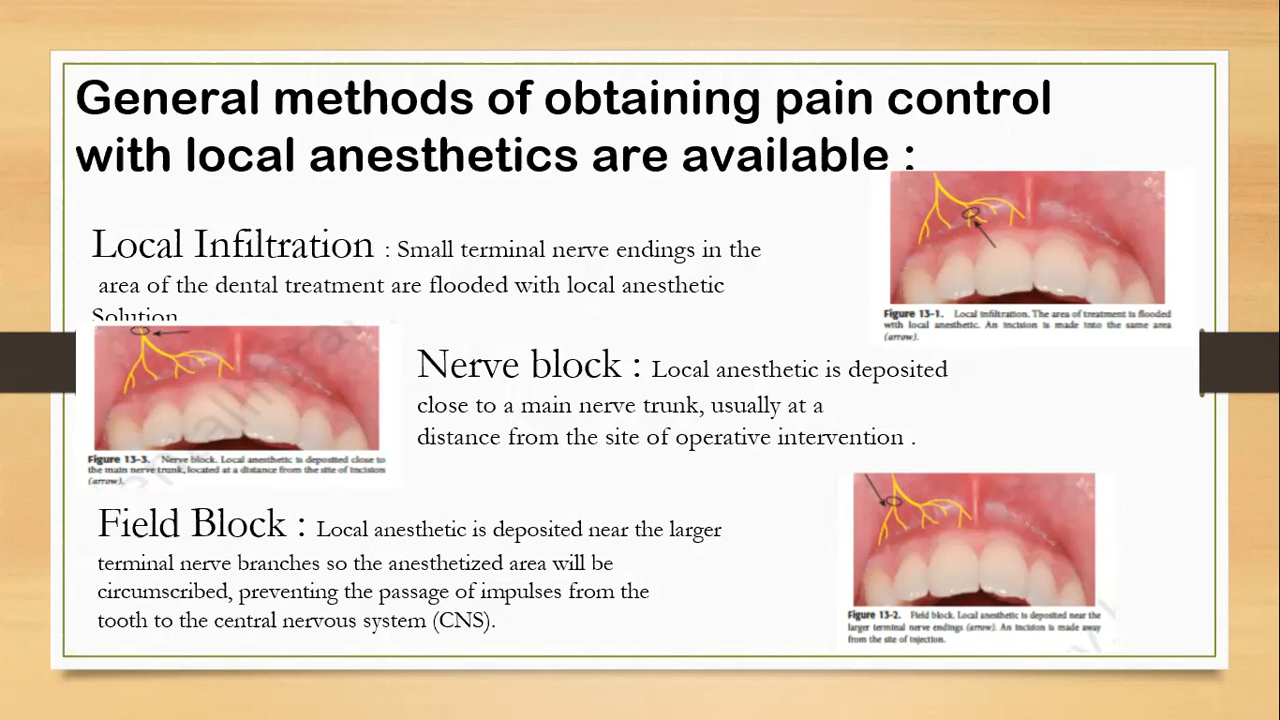 General methods of obtaining pain control
with local anesthetics are available :
Local Infiltration : Small terminal nerve endings in the
area of the dental treatment are flooded with local anesthetic
Solution
Figure 13-1. Local infiltration. The area of treatment is flooded
with local anesthetic. An incision is made into the same area
(arrow).
Nerve block : Local anesthetic is deposited
close to a main nerve trunk, usually at a
distance from the site of operative intervention .
Figure 13-3. Nerve block. Local anesthetic is deposited close to
the main nerve trunk, located at a distance from the site of incision
(arrow).
Field Block : Local anesthetic is deposited near the larger
terminal nerve branches so the anesthetized area will be
circumscribed, preventing the passage of impulses from the
tooth to the central nervous system (CNS).
Figure 13-2. Field block. Local anesthetic is deposited near the
larger terminal nerve endings (arrow). An incision is made away
from the site of injection.